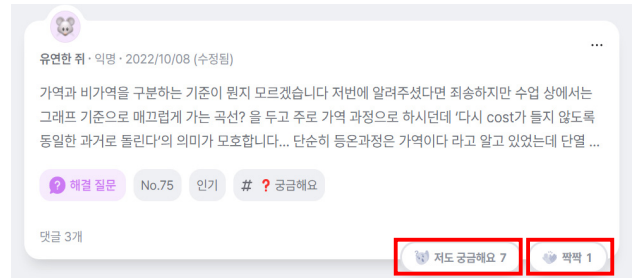 유연한 쥐 · 익명 · 2022/10/08 (수정됨)
...
가역과 비가역을 구분하는 기준이 뭔지 모르겠습니다 저번에 알려주셨다면 죄송하지만 수업 상에서는
그래프 기준으로 매끄럽게 가는 곡선? 을 두고 주로 가역 과정으로 하시던데 ‘다시 cost가 들지 않도록
동일한 과거로 돌린다’의 의미가 모호합니다... 단순히 등온과정은 가역이다 라고 알고 있었는데 단열 ...
? 해결 질문 No.75 인기 # ❓ 궁금해요
댓글 3개
저도 궁금해요 7 짝짝 1